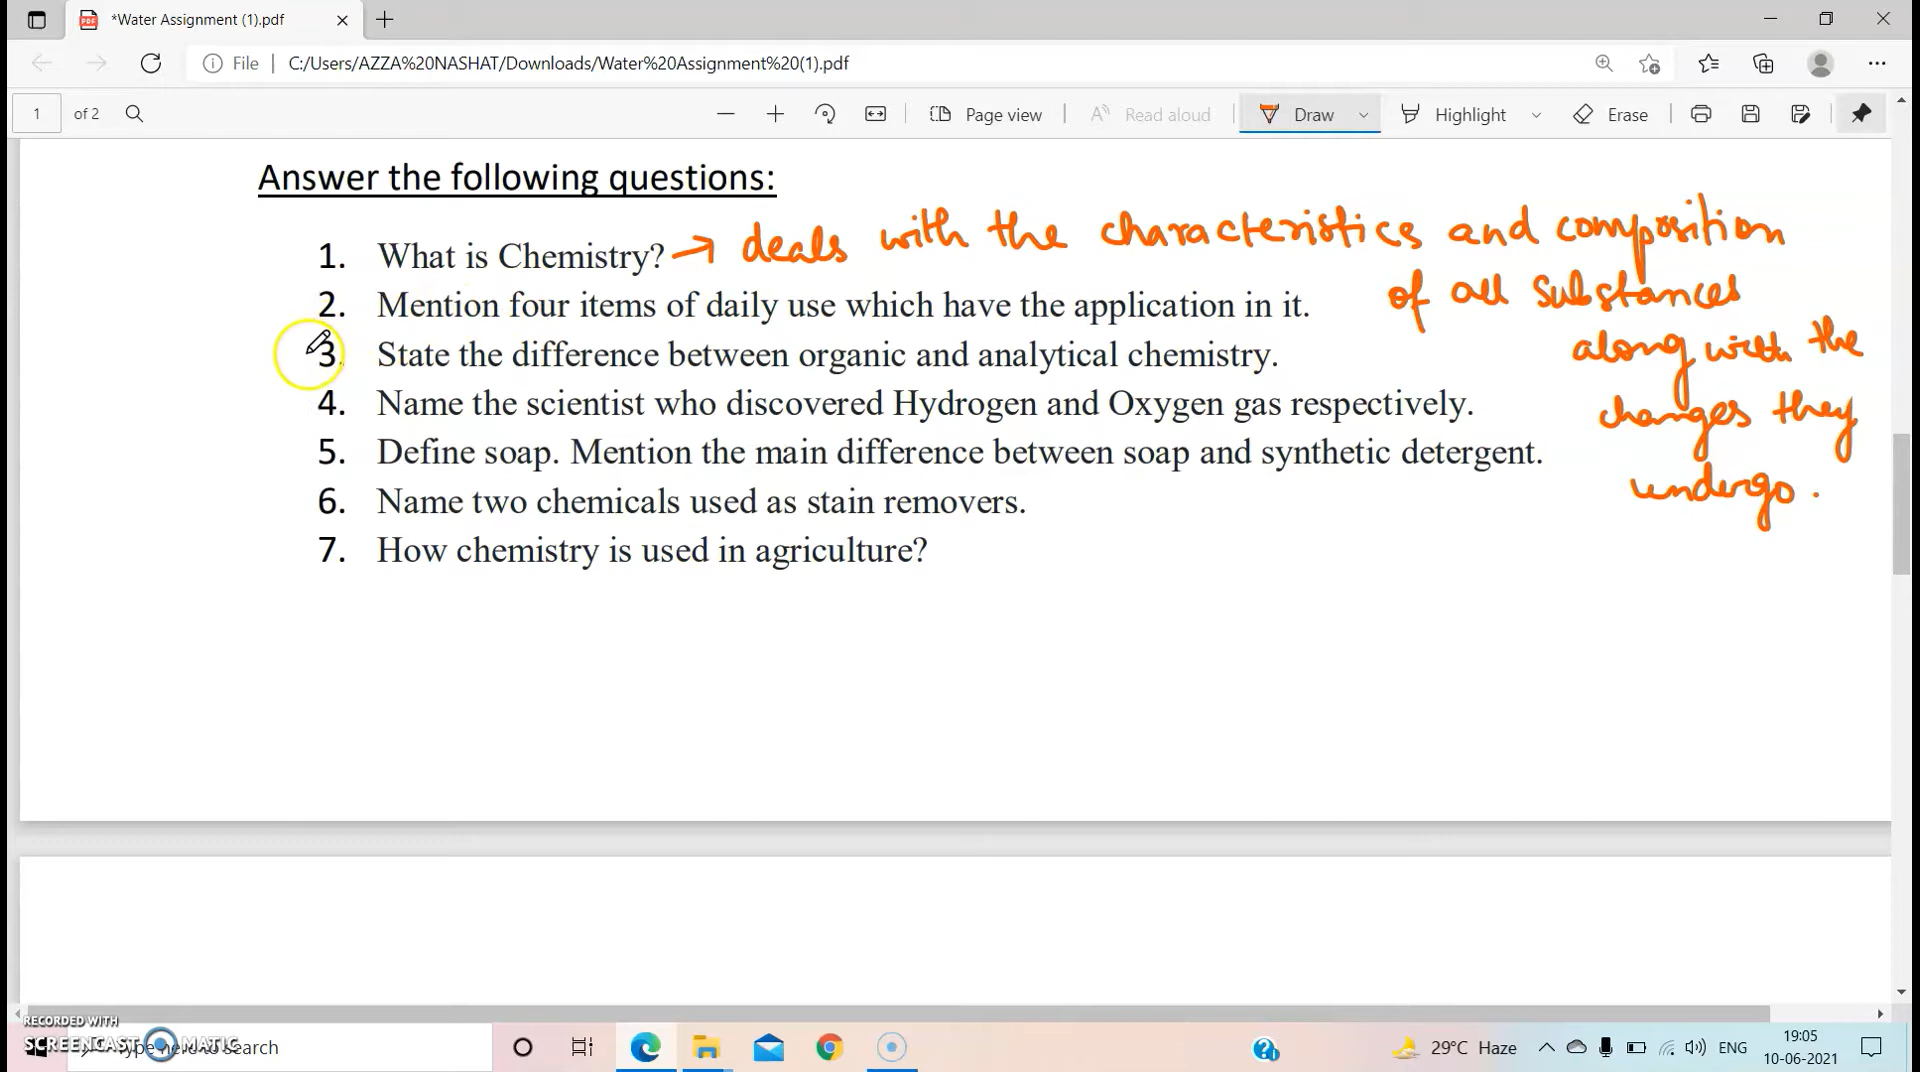 *Water Assignment (1).pdf
File C:/Users/AZZA%20NASHAT/Downloads/Water%20Assignment%20(1).pdf
1 of 2 Page view Read aloud Draw Highlight Erase
Answer the following questions:
1. What is Chemistry? → deals with the characteristics and composition
of all substances
along with the
changes they
undergo.
2. Mention four items of daily use which have the application in it.
3. State the difference between organic and analytical chemistry.
4. Name the scientist who discovered Hydrogen and Oxygen gas respectively.
5. Define soap. Mention the main difference between soap and synthetic detergent.
6. Name two chemicals used as stain removers.
7. How chemistry is used in agriculture?
RECORDED WITH
SCREENCAST MATIC
Type here to search
29°C Haze ENG
19:05
10-06-2021